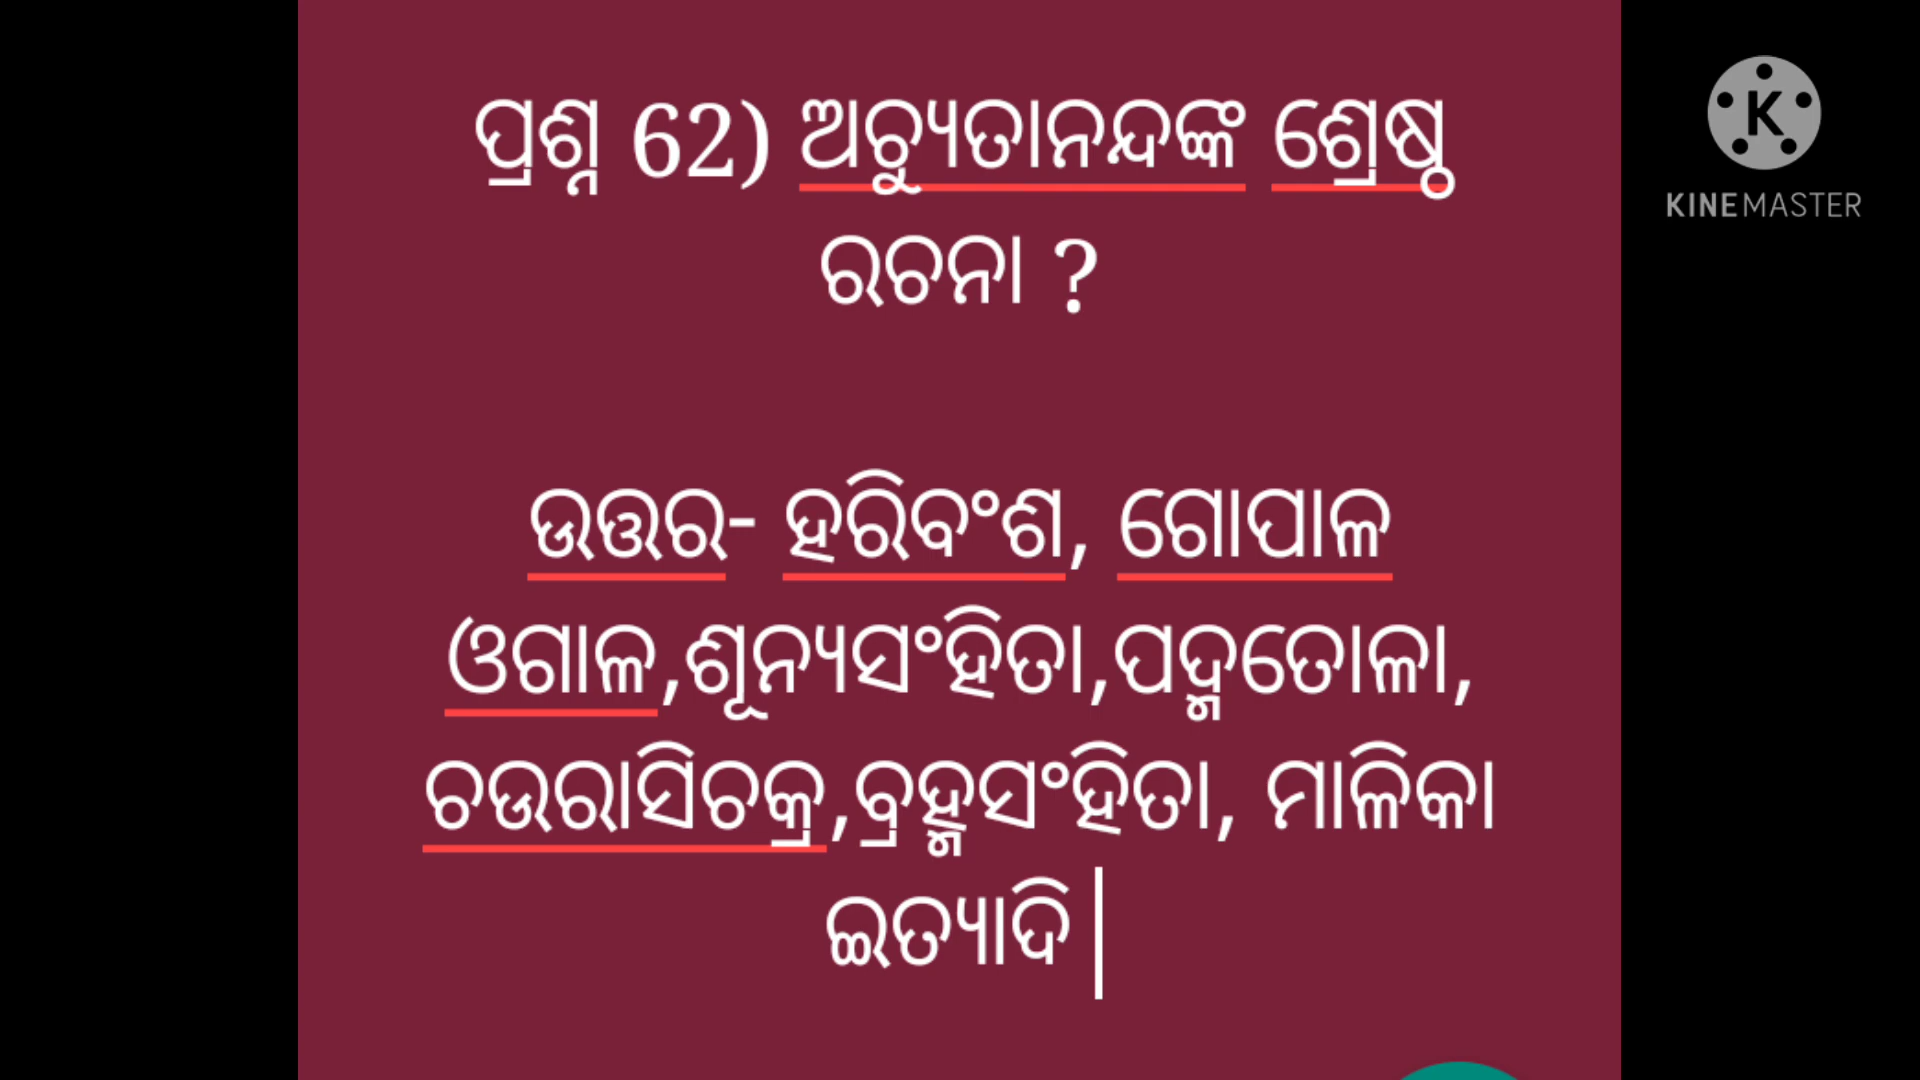 ପ୍ରଶ୍ନ 62) ଅଚ୍ୟୁତାନନ୍ଦଙ୍କ ଶ୍ରେଷ୍ଠ
ରଚନା ?
ଉତ୍ତର- ହରିବଂଶ, ଗୋପାଳ
ଓଗାଳ,ଶୂନ୍ୟସଂହିତା,ପଦ୍ମତୋଳା,
ଚଉରାସିଚକ୍ର,ବ୍ରହ୍ମସଂହିତା, ମାଳିକା
ଇତ୍ୟାଦି
KINEMASTER